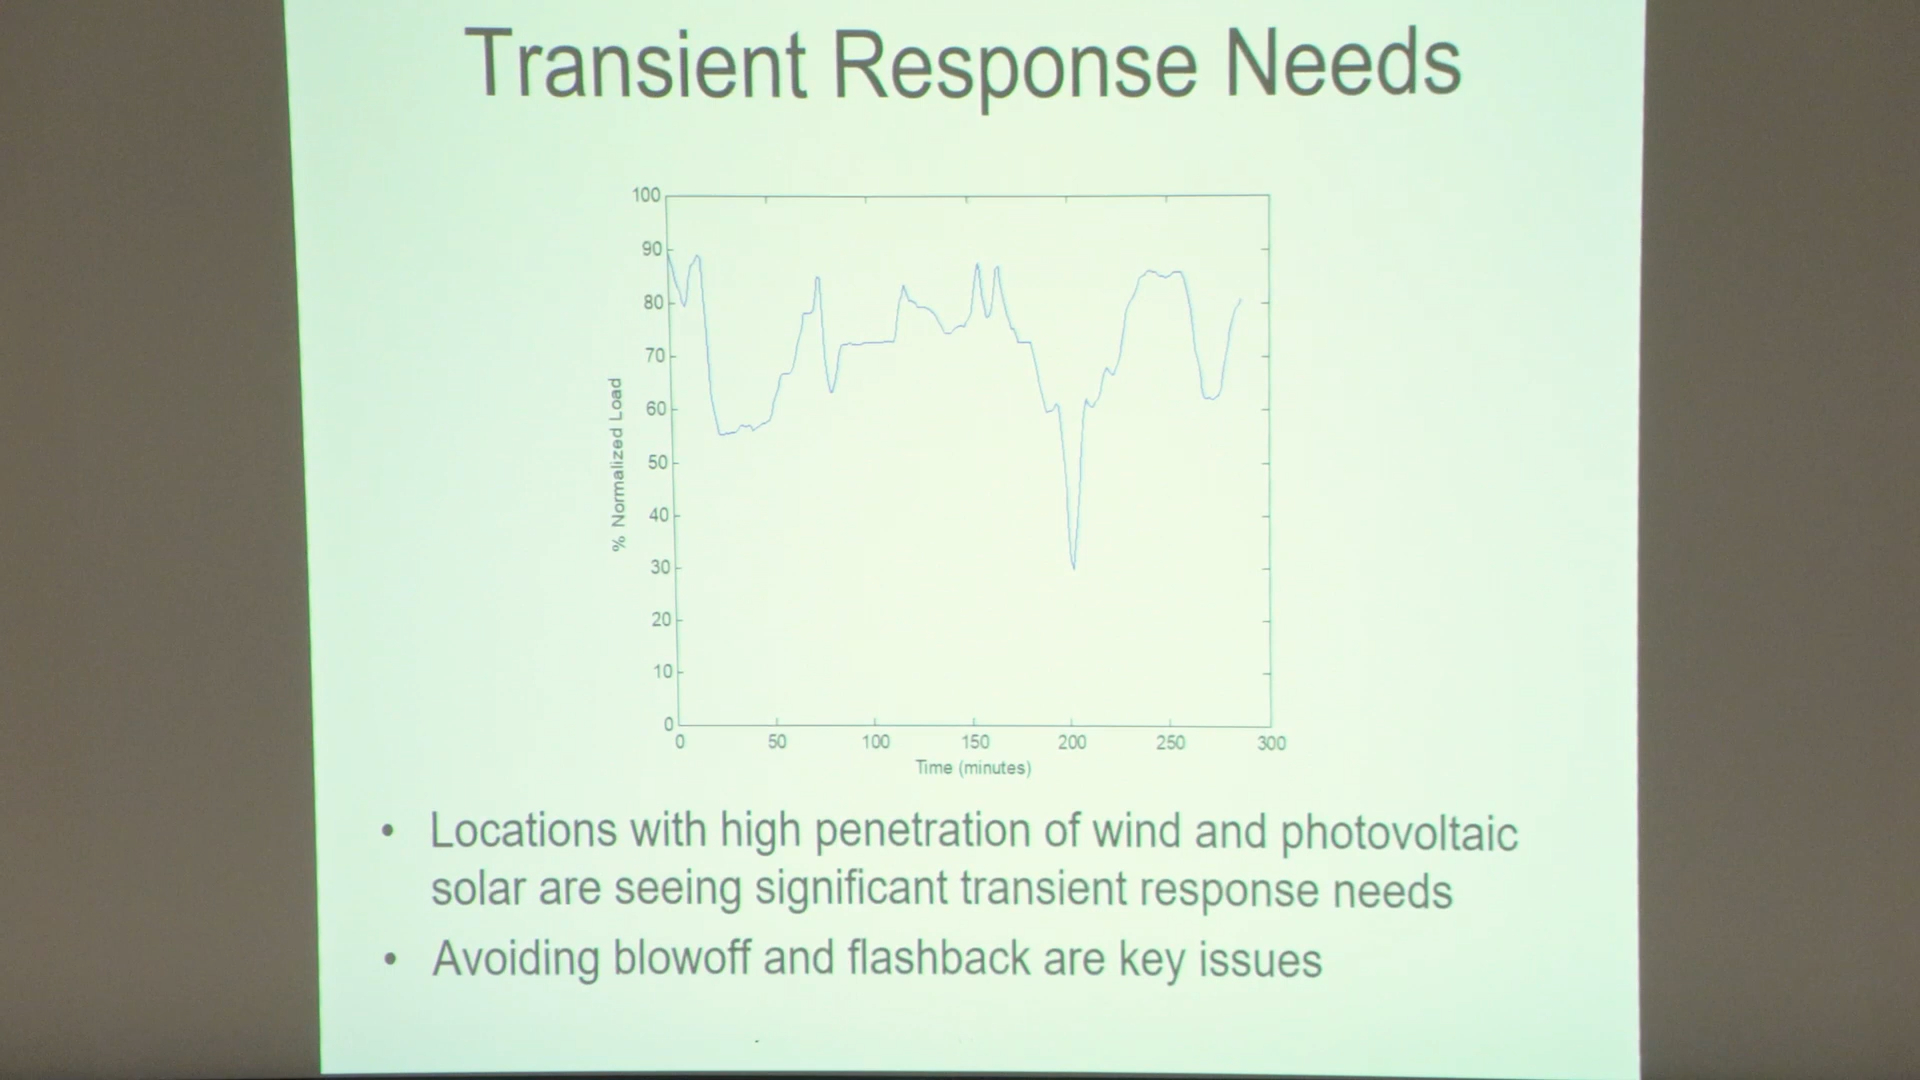 Transient Response Needs
100
90
80
70
60
50
40
30
20
10
0
% Normalized Load
0 50 100 150 200 250 300
Time (minutes)
• Locations with high penetration of wind and photovoltaic
solar are seeing significant transient response needs
• Avoiding blowoff and flashback are key issues